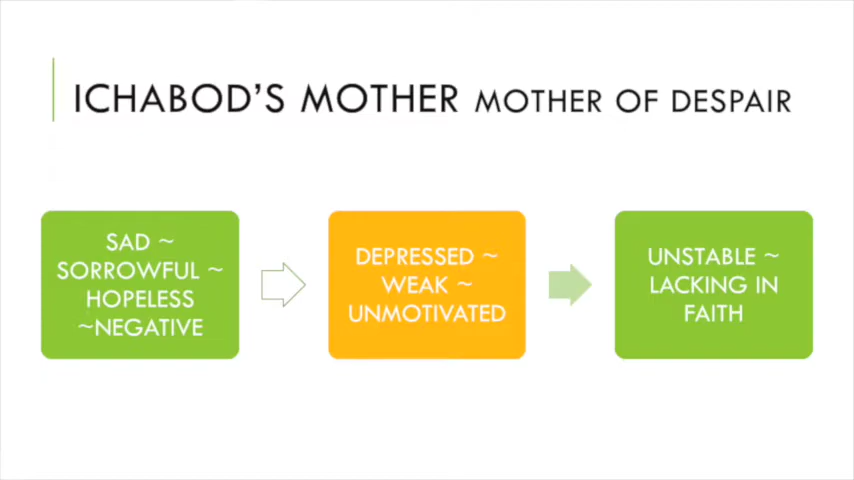 ICHABOD'S MOTHER MOTHER OF DESPAIR
SAD ~
SORROWFUL ~
HOPELESS
~NEGATIVE
DEPRESSED ~
WEAK ~
UNMOTIVATED
UNSTABLE ~
LACKING IN
FAITH